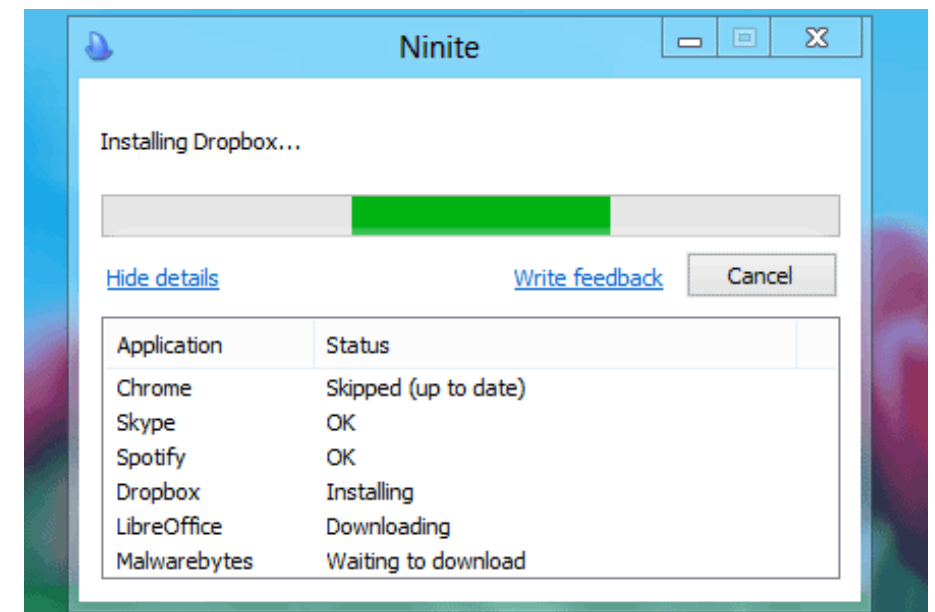 Ninite
Installing Dropbox...
Hide details Write feedback Cancel
Application Status
Chrome Skipped (up to date)
Skype OK
Spotify OK
Dropbox Installing
LibreOffice Downloading
Malwarebytes Waiting to download